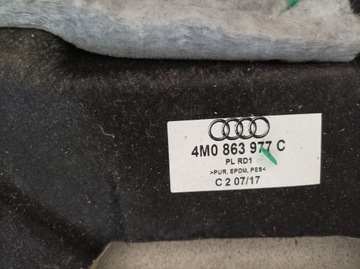 4M0 863 977 C
PL RD1
>PUR, EPDM, PES<
C 2 07/17